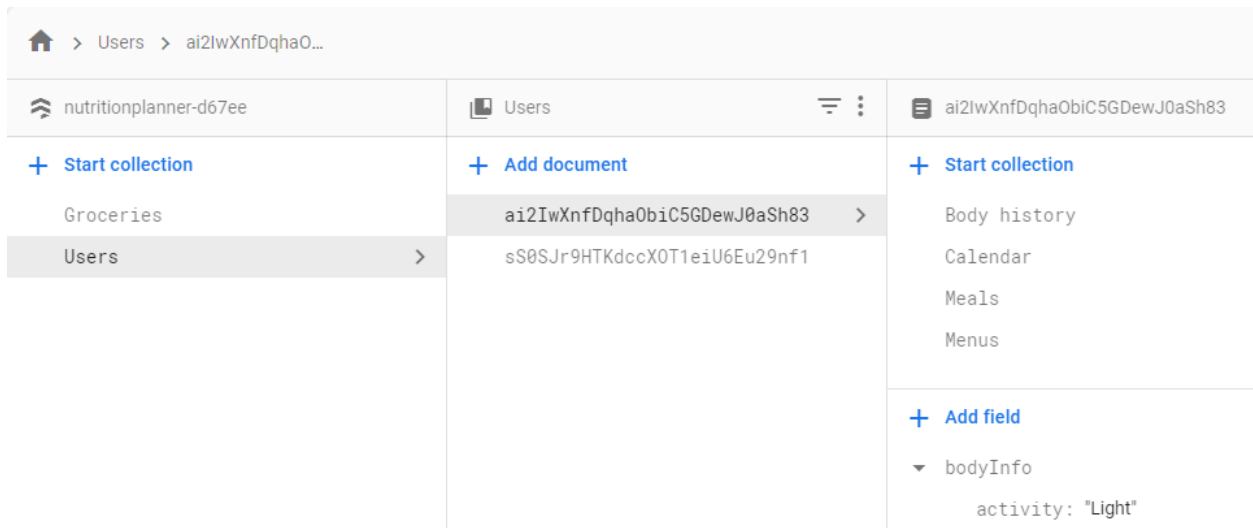 Users > ai2IwXnfDqhaO...
nutritionplanner-d67ee
Users
ai2IwXnfDqhaObiC5GDewJ0aSh83
+ Start collection
Groceries
Users
+ Add document
ai2IwXnfDqhaObiC5GDewJ0aSh83
sS0SJr9HTKdccXOT1eiU6Eu29nf1
+ Start collection
Body history
Calendar
Meals
Menus
+ Add field
bodyInfo
activity: "Light"